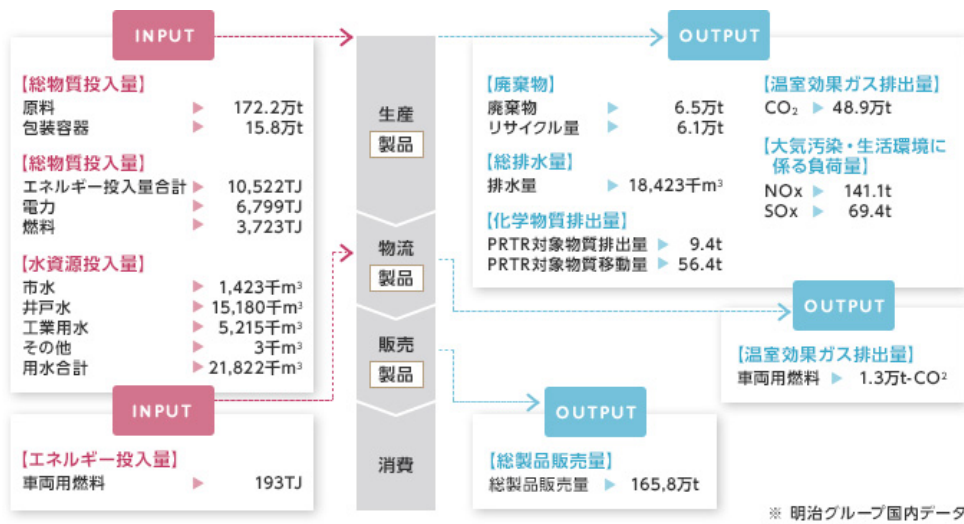 INPUT
【総物質投入量】
原料 ▶ 172.2万t
包装容器 ▶ 15.8万t
【総物質投入量】
エネルギー投入量合計 ▶ 10,522TJ
電力 ▶ 6,799TJ
燃料 ▶ 3,723TJ
【水資源投入量】
市水 ▶ 1,423千m³
井戸水 ▶ 15,180千m³
工業用水 ▶ 5,215千m³
その他 ▶ 3千m³
用水合計 ▶ 21,822千m³
INPUT
【エネルギー投入量】
車両用燃料 ▶ 193TJ
生産
製品
物流
製品
販売
製品
消費
OUTPUT
【廃棄物】
廃棄物 ▶ 6.5万t
リサイクル量 ▶ 6.1万t
【総排水量】
排水量 ▶ 18,423千m³
【化学物質排出量】
PRTR対象物質排出量 ▶ 9.4t
PRTR対象物質移動量 ▶ 56.4t
【温室効果ガス排出量】
CO₂ ▶ 48.9万t
【大気汚染・生活環境に
係る負荷量】
NOx ▶ 141.1t
SOx ▶ 69.4t
OUTPUT
【温室効果ガス排出量】
車両用燃料 ▶ 1.3万t-CO²
OUTPUT
【総製品販売量】
総製品販売量 ▶ 165,8万t
※ 明治グループ国内データ